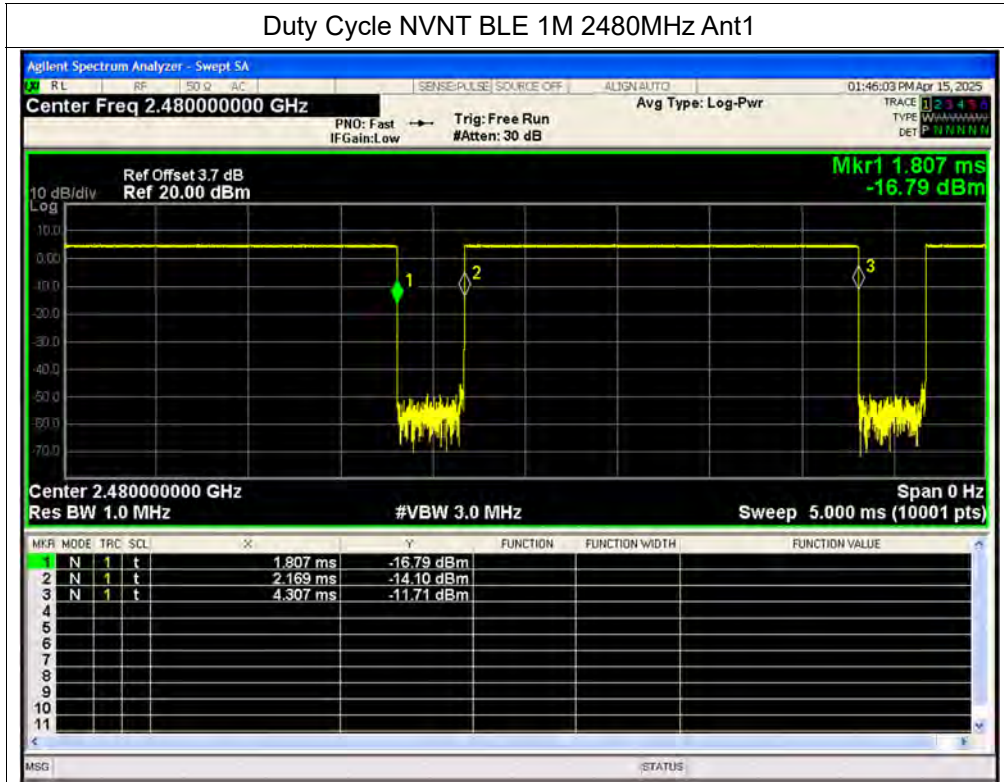 Duty Cycle NVNT BLE 1M 2480MHz Ant1
Agilent Spectrum Analyzer - Swept SA
RL RF 50 Ω AC SENSE:PULSE SOURCE OFF ALIGN AUTO 01:46:03 PM Apr 15, 2025
Center Freq 2.480000000 GHz Avg Type: Log-Pwr TRACE 1 2 3 4 5 6
PNO: Fast Trig: Free Run TYPE W
IFGain:Low #Atten: 30 dB DET P N N N N N
Mkr1 1.807 ms
Ref Offset 3.7 dB -16.79 dBm
10 dB/div Ref 20.00 dBm
Log
10.0
0.00
-10.0
-20.0
-30.0
-40.0
-50.0
-60.0
-70.0
1
2
3
Center 2.480000000 GHz Span 0 Hz
Res BW 1.0 MHz #VBW 3.0 MHz Sweep 5.000 ms (10001 pts)
MKR MODE TRC SCL X Y FUNCTION FUNCTION WIDTH FUNCTION VALUE
1 N 1 t 1.807 ms -16.79 dBm
2 N 1 t 2.169 ms -14.10 dBm
3 N 1 t 4.307 ms -11.71 dBm
4
5
6
7
8
9
10
11
MSG STATUS